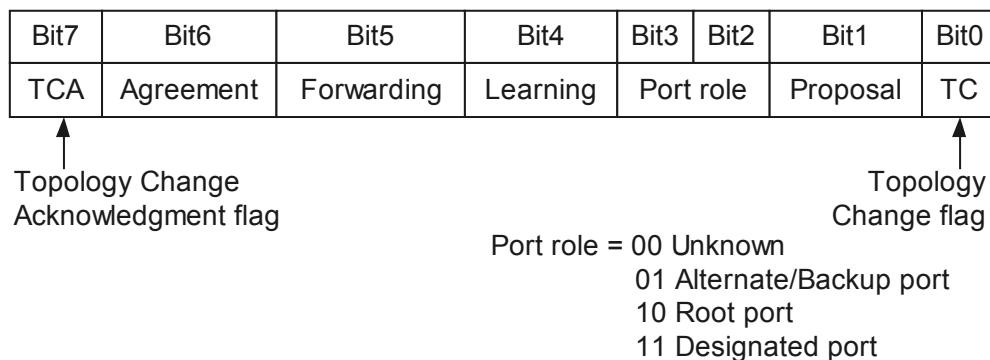 Bit7 Bit6 Bit5 Bit4 Bit3 Bit2 Bit1 Bit0
TCA Agreement Forwarding Learning Port role Proposal TC
Topology Change
Acknowledgment flag
Topology
Change flag
Port role = 00 Unknown
01 Alternate/Backup port
10 Root port
11 Designated port